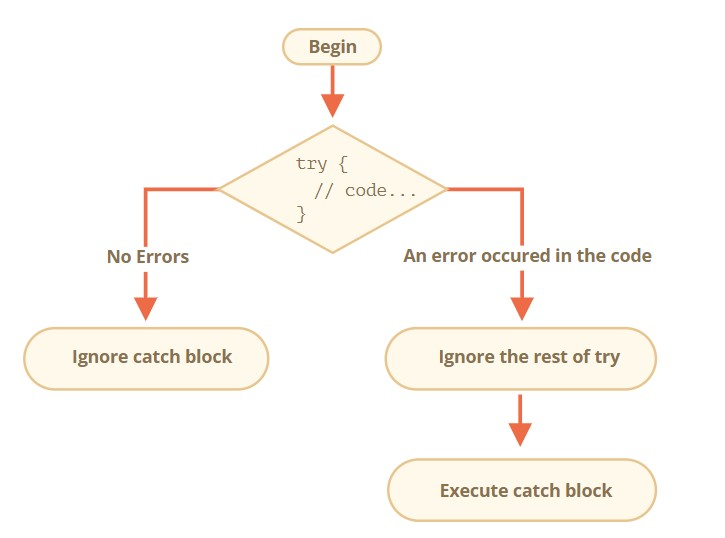 Begin
try {
  // code...
}
No Errors
An error occured in the code
Ignore catch block
Ignore the rest of try
Execute catch block